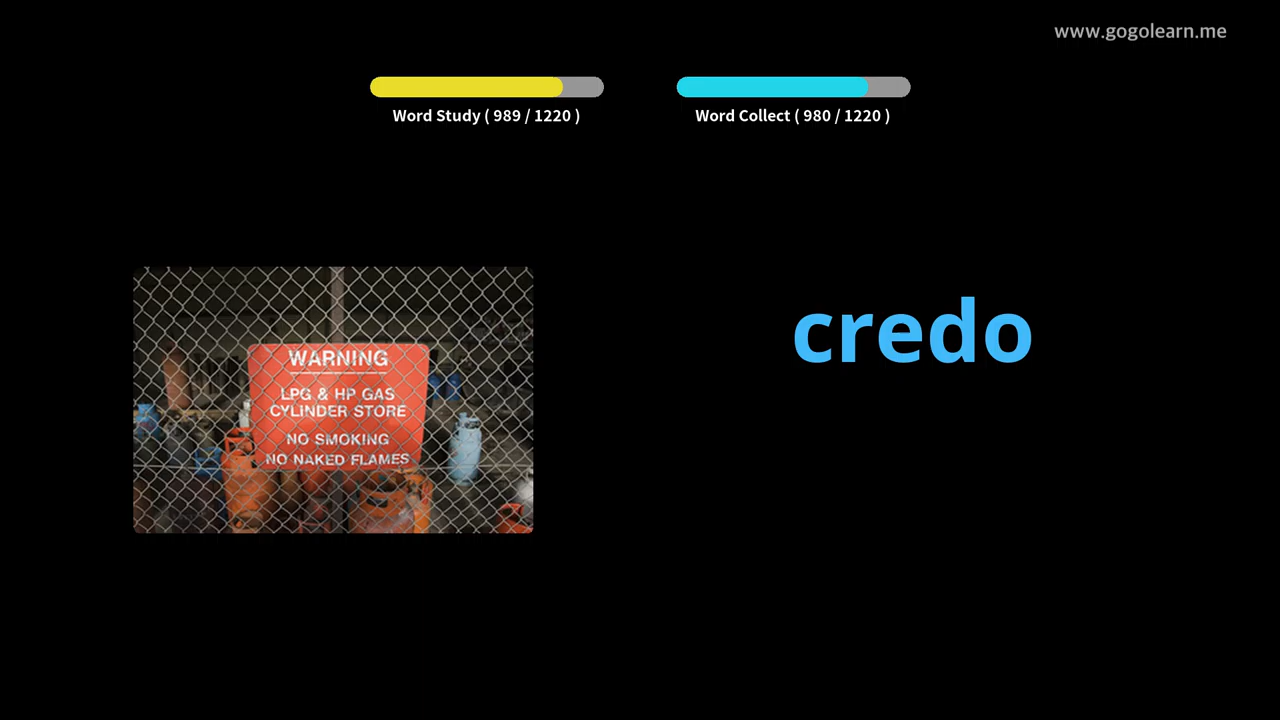 www.gogolearn.me
Word Study ( 989 / 1220 )
Word Collect ( 980 / 1220 )
credo
WARNING
LPG & HP GAS
CYLINDER STORE
NO SMOKING
NO NAKED FLAMES